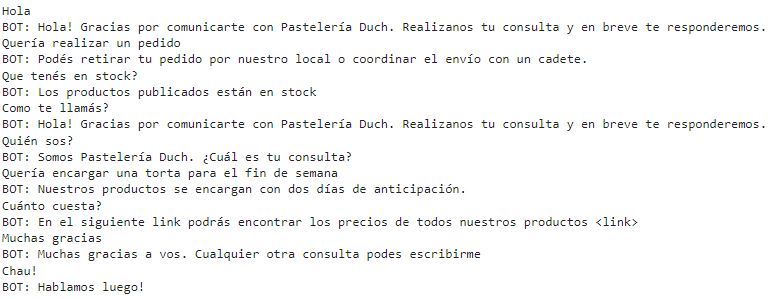 Hola
BOT: Hola! Gracias por comunicarte con Pastelería Duch. Realizanos tu consulta y en breve te responderemos.
Quería realizar un pedido
BOT: Podés retirar tu pedido por nuestro local o coordinar el envío con un cadete.
Que tenés en stock?
BOT: Los productos publicados están en stock
Como te llamás?
BOT: Hola! Gracias por comunicarte con Pastelería Duch. Realizanos tu consulta y en breve te responderemos.
Quién sos?
BOT: Somos Pastelería Duch. ¿Cuál es tu consulta?
Quería encargar una torta para el fin de semana
BOT: Nuestros productos se encargan con dos días de anticipación.
Cuánto cuesta?
BOT: En el siguiente link podrás encontrar los precios de todos nuestros productos <link>
Muchas gracias
BOT: Muchas gracias a vos. Cualquier otra consulta podes escribirme
Chau!
BOT: Hablamos luego!